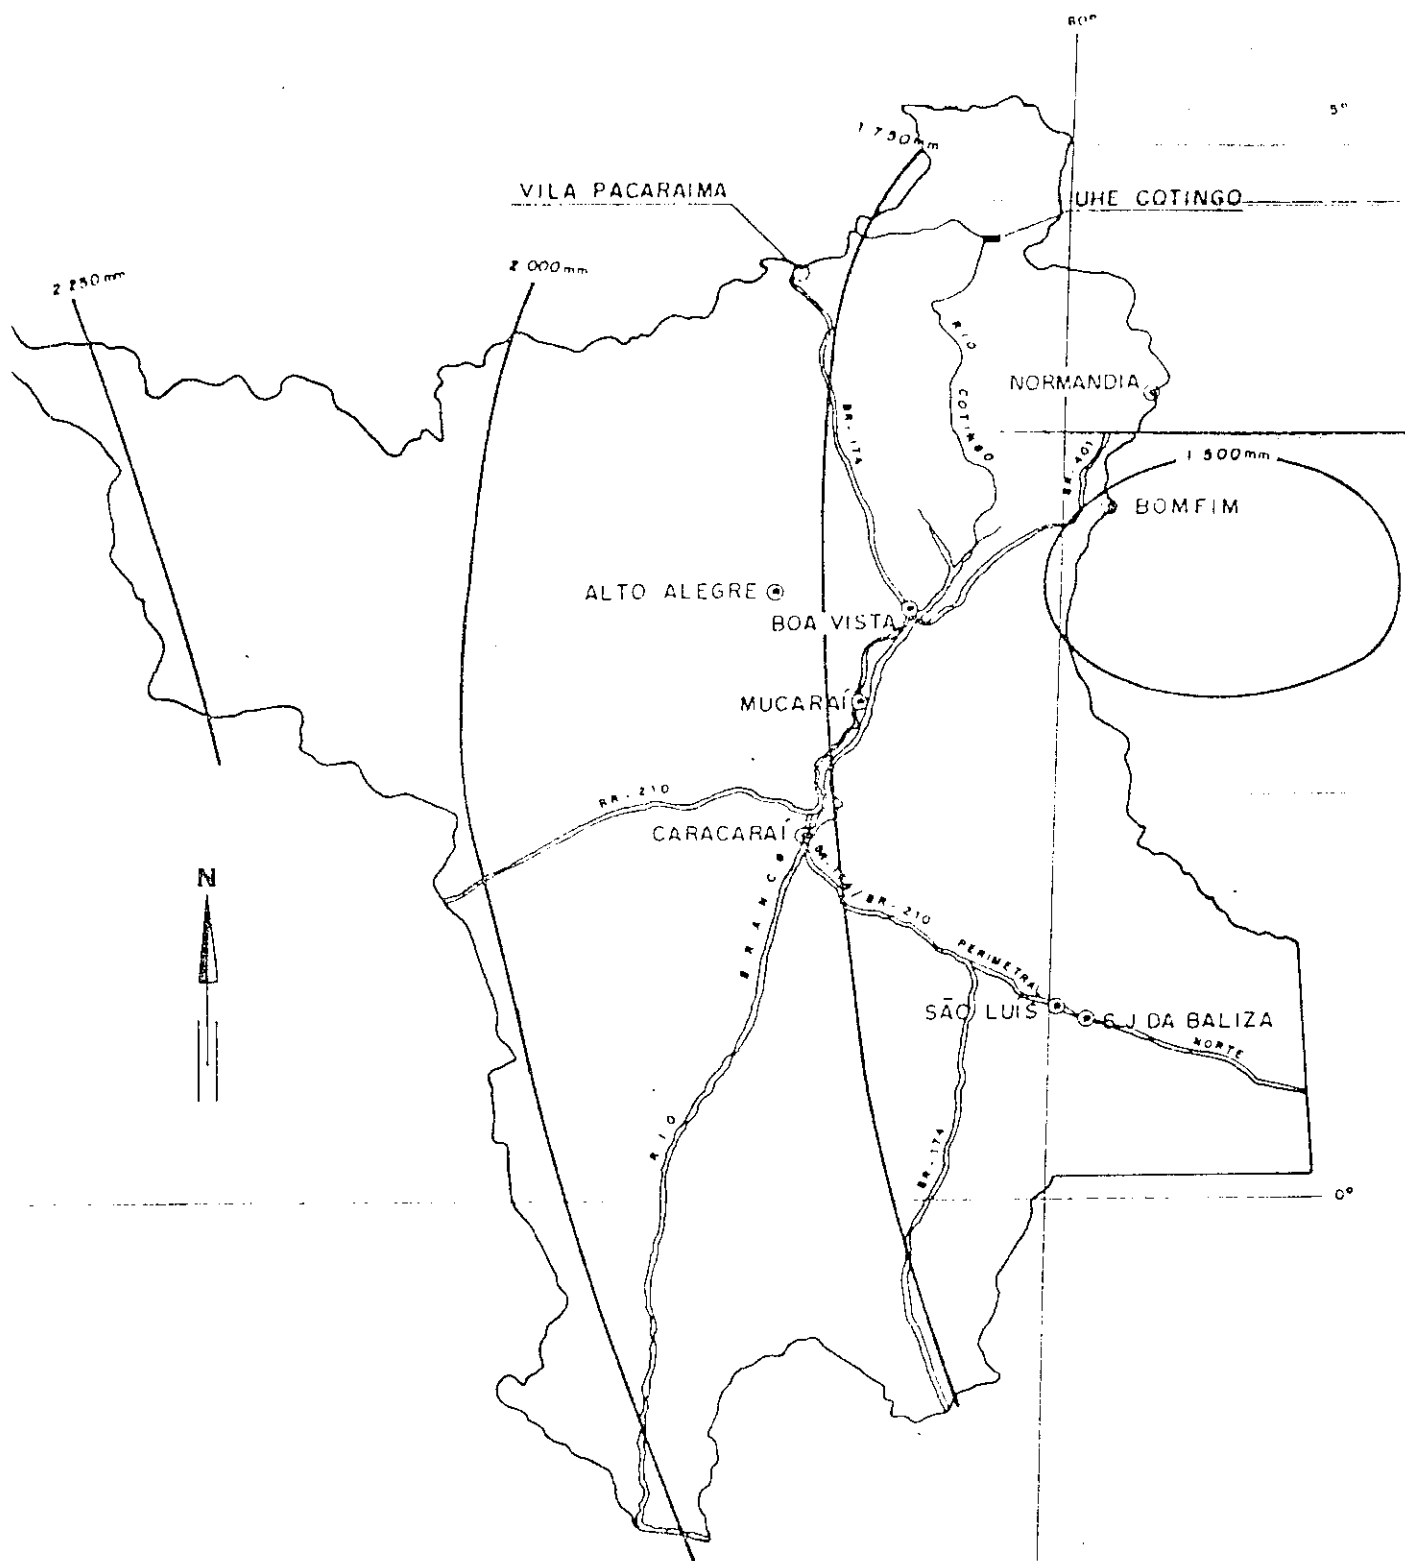 60°
5°
1 750mm
VILA PACARAIMA
UHE COTINGO
2 000mm
2 250mm
RIO
COTINGO
NORMANDIA
BR-174
BR-401
1 500mm
BOMFIM
ALTO ALEGRE
BOA VISTA
MUCARAÍ
BR-210
CARACARAÍ
BR-174/BR-210
N
BRANCO
PERIMETRAL
SÃO LUIS
S J DA BALIZA
NORTE
RIO
BR-174
0°